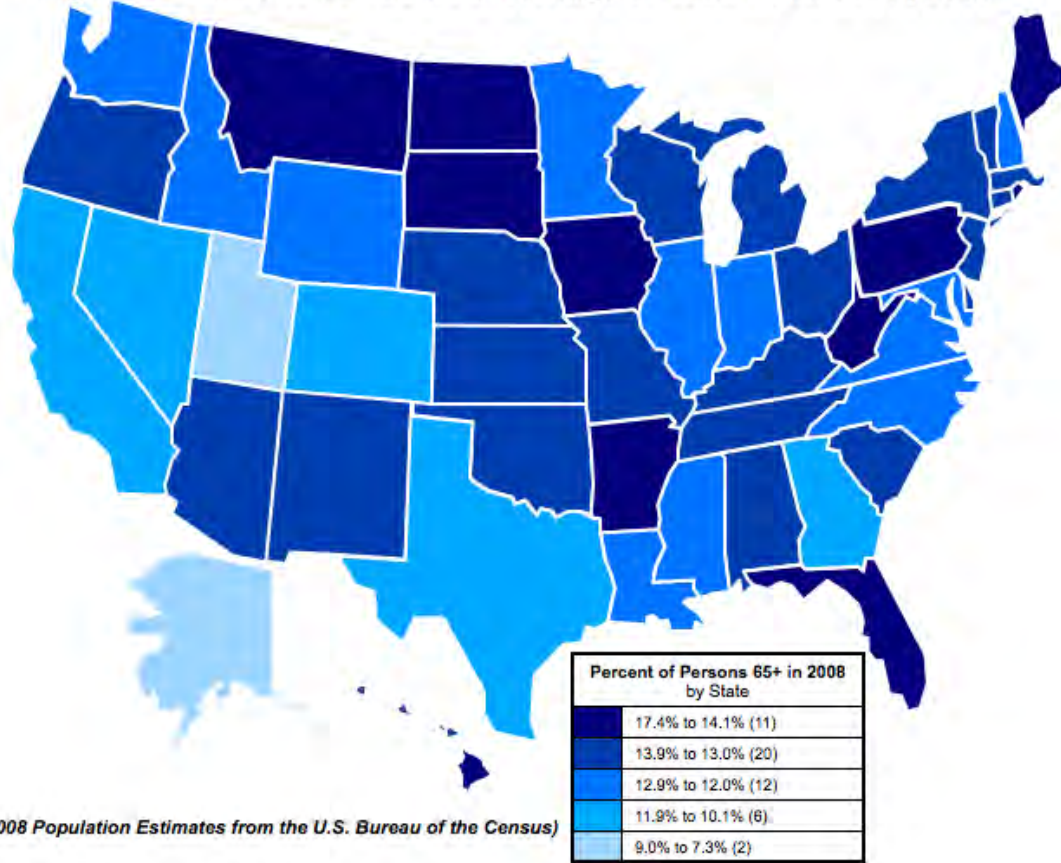 Percent of Persons 65+ in 2008
by State
17.4% to 14.1% (11)
13.9% to 13.0% (20)
12.9% to 12.0% (12)
11.9% to 10.1% (6)
9.0% to 7.3% (2)
008 Population Estimates from the U.S. Bureau of the Census)